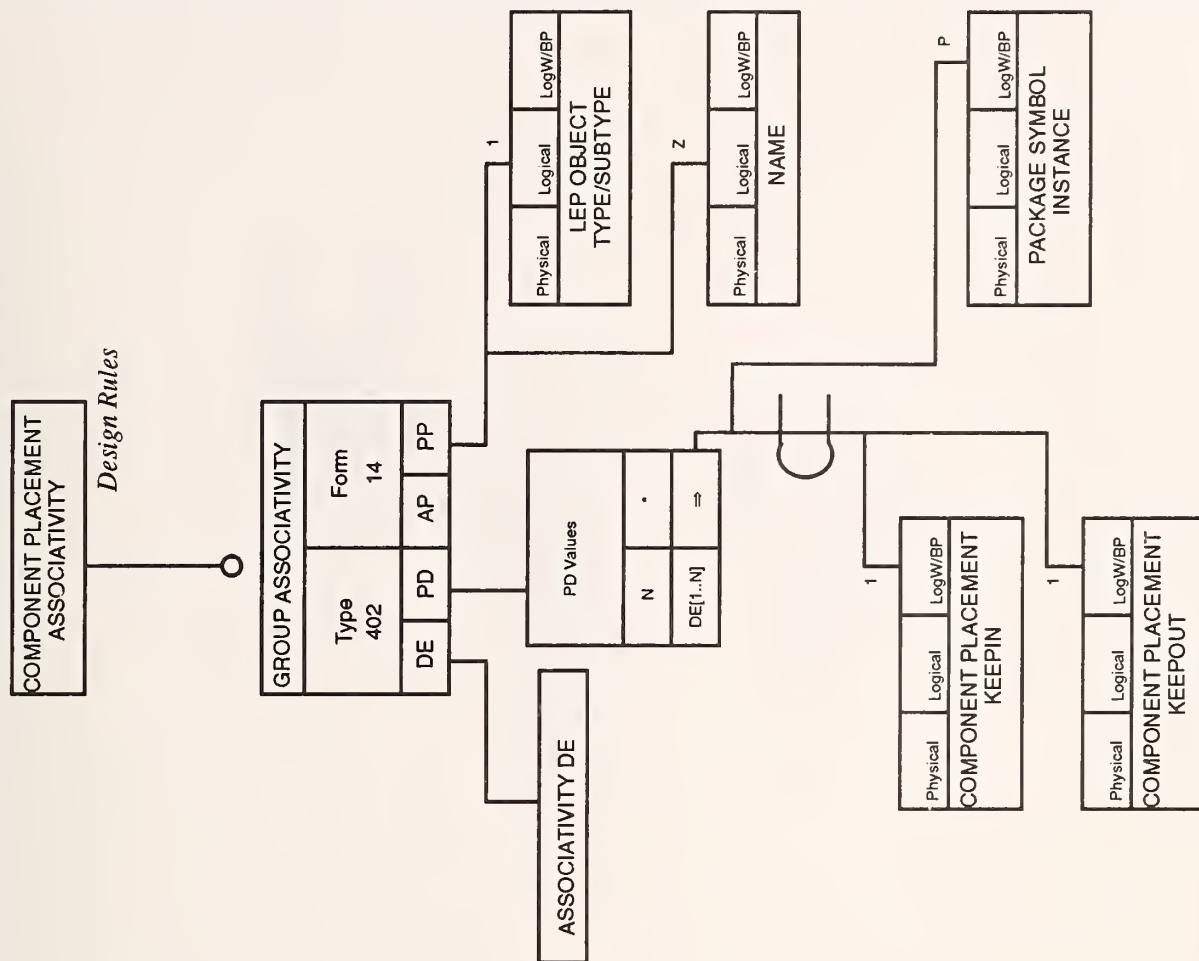 COMPONENT PLACEMENT
ASSOCIATIVITY
Design Rules
GROUP ASSOCIATIVITY
Type
402
Form
14
DE
PD
AP
PP
ASSOCIATIVITY DE
PD Values
N
•
DE[1..N]
⇒
1
Physical
Logical
LogW/BP
LEP OBJECT
TYPE/SUBTYPE
Z
Physical
Logical
LogW/BP
NAME
P
Physical
Logical
LogW/BP
PACKAGE SYMBOL
INSTANCE
1
Physical
Logical
LogW/BP
COMPONENT PLACEMENT
KEEPIN
1
Physical
Logical
LogW/BP
COMPONENT PLACEMENT
KEEPOUT